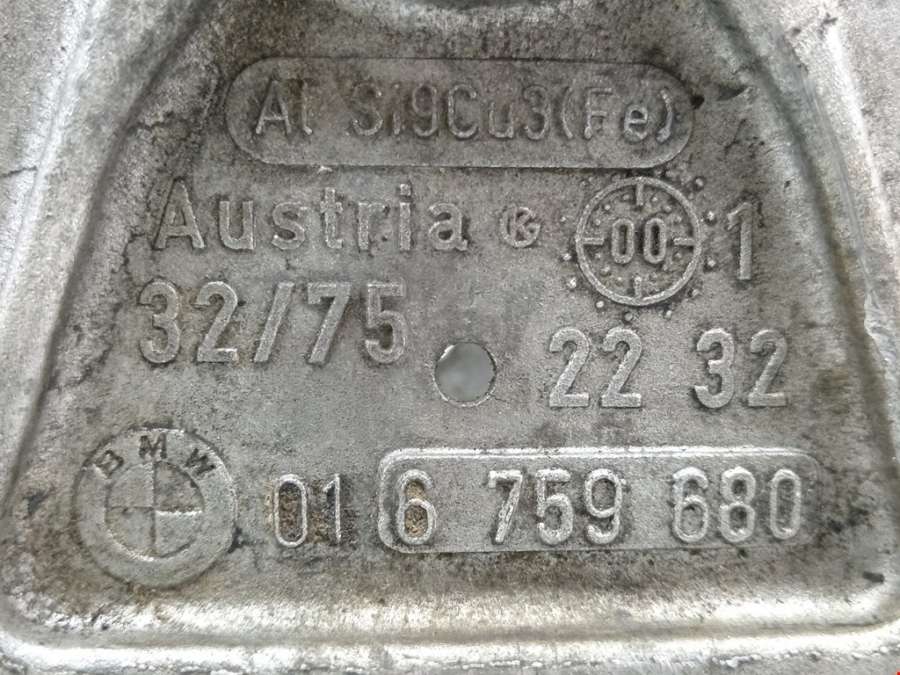 Al Si9Cu3(Fe)
Austria 00 1
32/75
22 32
BMW 01 6 759 680